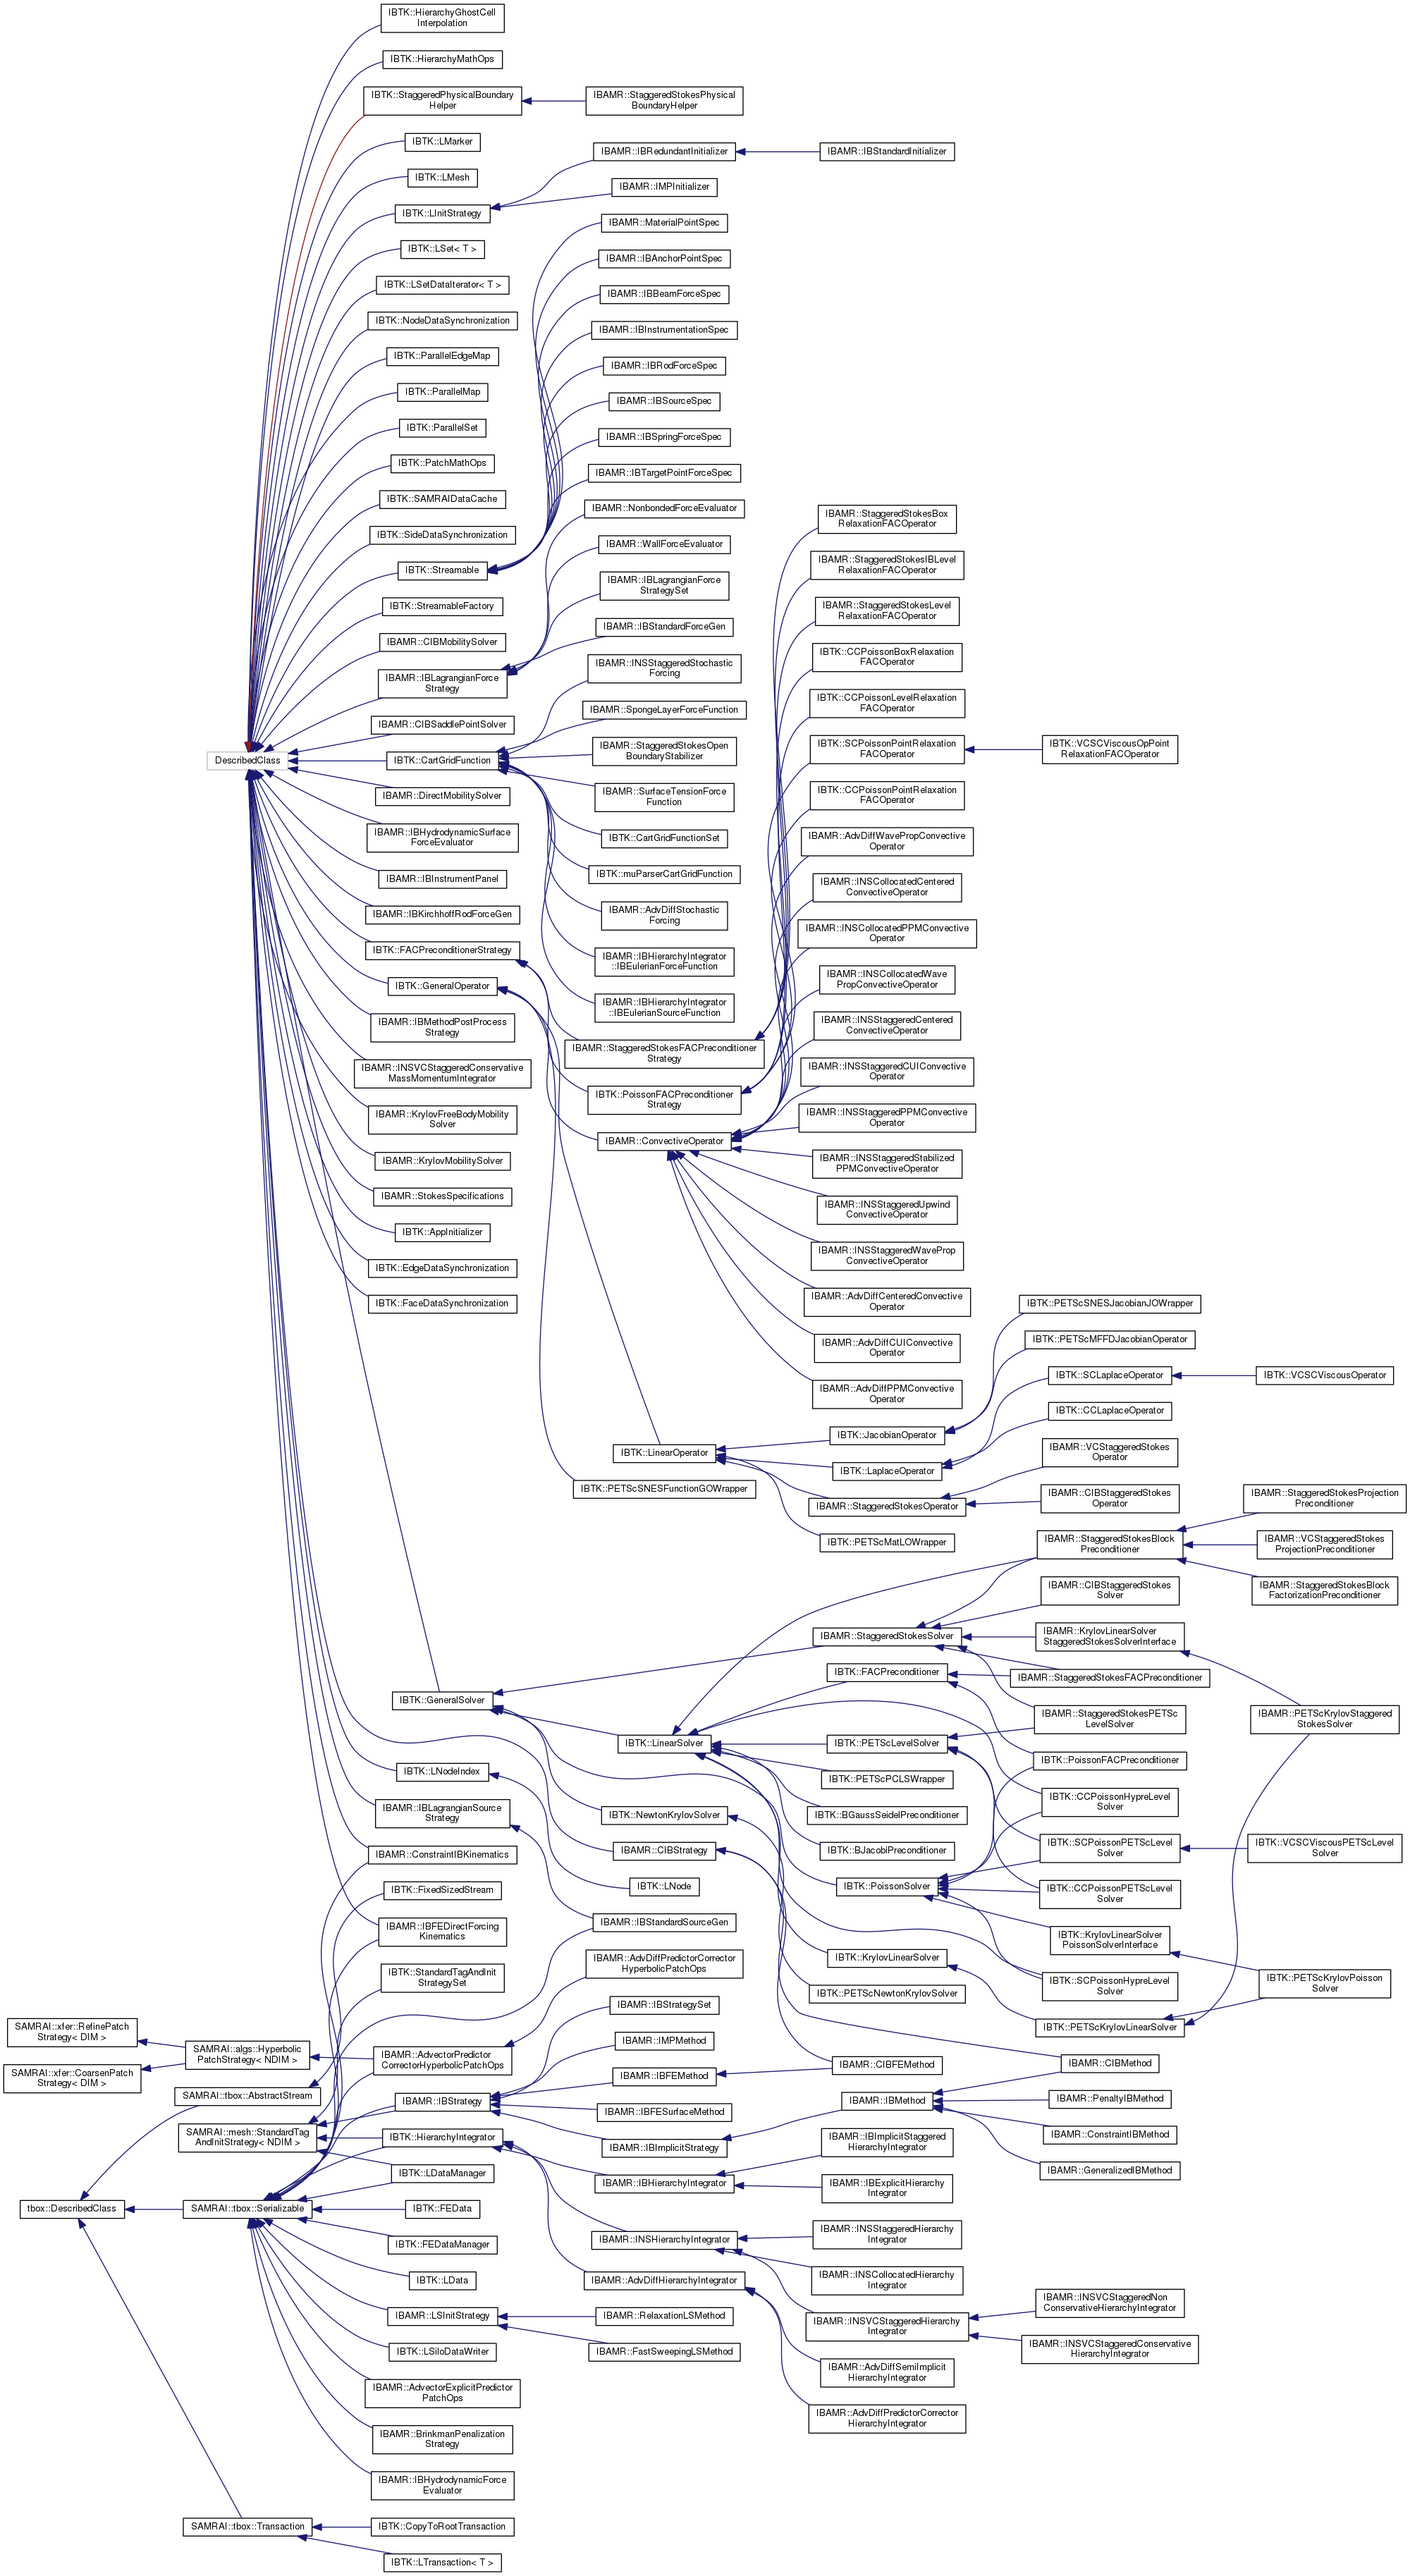 IBTK::HierarchyGhostCell
Interpolation
IBTK::HierarchyMathOps
IBTK::StaggeredPhysicalBoundary
Helper
IBAMR::StaggeredStokesPhysical
BoundaryHelper
IBTK::LMarker
IBAMR::IBRedundantInitializer
IBAMR::IBStandardInitializer
IBTK::LMesh
IBAMR::IMPInitializer
IBTK::LInitStrategy
IBAMR::MaterialPointSpec
IBTK::LSet< T >
IBAMR::IBAnchorPointSpec
IBTK::LSetDataIterator< T >
IBAMR::IBBeamForceSpec
IBTK::NodeDataSynchronization
IBAMR::IBInstrumentationSpec
IBTK::ParallelEdgeMap
IBAMR::IBRodForceSpec
IBTK::ParallelMap
IBAMR::IBSourceSpec
IBTK::ParallelSet
IBAMR::IBSpringForceSpec
IBTK::PatchMathOps
IBAMR::IBTargetPointForceSpec
IBTK::SAMRAIDataCache
IBAMR::NonbondedForceEvaluator
IBAMR::StaggeredStokesBox
RelaxationFACOperator
IBTK::SideDataSynchronization
IBAMR::WallForceEvaluator
IBTK::Streamable
IBAMR::StaggeredStokesIBLevel
RelaxationFACOperator
IBAMR::IBLagrangianForce
StrategySet
IBTK::StreamableFactory
IBAMR::StaggeredStokesLevel
RelaxationFACOperator
IBAMR::IBStandardForceGen
IBAMR::CIBMobilitySolver
IBTK::CCPoissonBoxRelaxation
FACOperator
IBAMR::INSStaggeredStochastic
Forcing
IBAMR::IBLagrangianForce
Strategy
IBTK::CCPoissonLevelRelaxation
FACOperator
IBAMR::SpongeLayerForceFunction
IBAMR::CIBSaddlePointSolver
IBAMR::StaggeredStokesOpen
BoundaryStabilizer
IBTK::SCPoissonPointRelaxation
FACOperator
IBTK::VCSCViscousOpPoint
RelaxationFACOperator
DescribedClass
IBTK::CartGridFunction
IBAMR::DirectMobilitySolver
IBAMR::SurfaceTensionForce
Function
IBTK::CCPoissonPointRelaxation
FACOperator
IBAMR::IBHydrodynamicSurface
ForceEvaluator
IBTK::CartGridFunctionSet
IBAMR::AdvDiffWavePropConvective
Operator
IBAMR::IBInstrumentPanel
IBTK::muParserCartGridFunction
IBAMR::INSCollocatedCentered
ConvectiveOperator
IBAMR::IBKirchhoffRodForceGen
IBAMR::AdvDiffStochastic
Forcing
IBAMR::INSCollocatedPPMConvective
Operator
IBTK::FACPreconditionerStrategy
IBAMR::IBHierarchyIntegrator
::IBEulerianForceFunction
IBAMR::INSCollocatedWave
PropConvectiveOperator
IBTK::GeneralOperator
IBAMR::IBHierarchyIntegrator
::IBEulerianSourceFunction
IBAMR::INSStaggeredCentered
ConvectiveOperator
IBAMR::IBMethodPostProcess
Strategy
IBAMR::StaggeredStokesFACPreconditioner
Strategy
IBAMR::INSStaggeredCUIConvective
Operator
IBAMR::INSVCStaggeredConservative
MassMomentumIntegrator
IBTK::PoissonFACPreconditioner
Strategy
IBAMR::INSStaggeredPPMConvective
Operator
IBAMR::KrylovFreeBodyMobility
Solver
IBAMR::ConvectiveOperator
IBAMR::KrylovMobilitySolver
IBAMR::INSStaggeredStabilized
PPMConvectiveOperator
IBAMR::StokesSpecifications
IBAMR::INSStaggeredUpwind
ConvectiveOperator
IBTK::AppInitializer
IBAMR::INSStaggeredWaveProp
ConvectiveOperator
IBTK::EdgeDataSynchronization
IBAMR::AdvDiffCenteredConvective
Operator
IBTK::FaceDataSynchronization
IBTK::PETScSNESJacobianJOWrapper
IBAMR::AdvDiffCUIConvective
Operator
IBTK::PETScMFFDJacobianOperator
IBAMR::AdvDiffPPMConvective
Operator
IBTK::SCLaplaceOperator
IBTK::VCSCViscousOperator
IBTK::CCLaplaceOperator
IBTK::JacobianOperator
IBTK::LinearOperator
IBAMR::VCStaggeredStokes
Operator
IBTK::LaplaceOperator
IBTK::PETScSNESFunctionGOWrapper
IBAMR::CIBStaggeredStokes
Operator
IBAMR::StaggeredStokesOperator
IBAMR::StaggeredStokesProjection
Preconditioner
IBTK::PETScMatLOWrapper
IBAMR::StaggeredStokesBlock
Preconditioner
IBAMR::VCStaggeredStokes
ProjectionPreconditioner
IBAMR::CIBStaggeredStokes
Solver
IBAMR::StaggeredStokesBlock
FactorizationPreconditioner
IBAMR::StaggeredStokesSolver
IBAMR::KrylovLinearSolver
StaggeredStokesSolverInterface
IBTK::FACPreconditioner
IBAMR::StaggeredStokesFACPreconditioner
IBTK::GeneralSolver
IBAMR::StaggeredStokesPETSc
LevelSolver
IBAMR::PETScKrylovStaggered
StokesSolver
IBTK::LinearSolver
IBTK::PETScLevelSolver
IBTK::PoissonFACPreconditioner
IBTK::LNodeIndex
IBTK::PETScPCLSWrapper
IBTK::CCPoissonHypreLevel
Solver
IBAMR::IBLagrangianSource
Strategy
IBTK::NewtonKrylovSolver
IBTK::BGaussSeidelPreconditioner
IBAMR::ConstraintIBKinematics
IBAMR::CIBStrategy
IBTK::BJacobiPreconditioner
IBTK::SCPoissonPETScLevel
Solver
IBTK::VCSCViscousPETScLevel
Solver
IBTK::FixedSizedStream
IBTK::LNode
IBTK::PoissonSolver
IBTK::CCPoissonPETScLevel
Solver
IBAMR::IBFEDirectForcing
Kinematics
IBAMR::IBStandardSourceGen
IBTK::KrylovLinearSolver
PoissonSolverInterface
IBTK::StandardTagAndInit
StrategySet
IBAMR::AdvDiffPredictorCorrector
HyperbolicPatchOps
IBTK::KrylovLinearSolver
IBTK::SCPoissonHypreLevel
Solver
IBTK::PETScKrylovPoisson
Solver
IBTK::PETScNewtonKrylovSolver
SAMRAI::xfer::RefinePatch
Strategy< DIM >
IBAMR::IBStrategySet
IBTK::PETScKrylovLinearSolver
SAMRAI::algs::Hyperbolic
PatchStrategy< NDIM >
IBAMR::AdvectorPredictor
CorrectorHyperbolicPatchOps
IBAMR::IMPMethod
SAMRAI::xfer::CoarsenPatch
Strategy< DIM >
IBAMR::IBFEMethod
IBAMR::CIBFEMethod
IBAMR::CIBMethod
SAMRAI::tbox::AbstractStream
IBAMR::IBStrategy
IBAMR::IBFESurfaceMethod
IBAMR::IBMethod
IBAMR::PenaltyIBMethod
SAMRAI::mesh::StandardTag
AndInitStrategy< NDIM >
IBTK::HierarchyIntegrator
IBAMR::IBImplicitStrategy
IBAMR::IBImplicitStaggered
HierarchyIntegrator
IBAMR::ConstraintIBMethod
IBTK::LDataManager
IBAMR::IBHierarchyIntegrator
IBAMR::IBExplicitHierarchy
Integrator
IBAMR::GeneralizedIBMethod
tbox::DescribedClass
SAMRAI::tbox::Serializable
IBTK::FEData
IBTK::FEDataManager
IBAMR::INSHierarchyIntegrator
IBAMR::INSStaggeredHierarchy
Integrator
IBTK::LData
IBAMR::AdvDiffHierarchyIntegrator
IBAMR::INSCollocatedHierarchy
Integrator
IBAMR::LSInitStrategy
IBAMR::RelaxationLSMethod
IBAMR::INSVCStaggeredHierarchy
Integrator
IBAMR::INSVCStaggeredNon
ConservativeHierarchyIntegrator
IBTK::LSiloDataWriter
IBAMR::FastSweepingLSMethod
IBAMR::INSVCStaggeredConservative
HierarchyIntegrator
IBAMR::AdvectorExplicitPredictor
PatchOps
IBAMR::AdvDiffSemiImplicit
HierarchyIntegrator
IBAMR::BrinkmanPenalization
Strategy
IBAMR::AdvDiffPredictorCorrector
HierarchyIntegrator
IBAMR::IBHydrodynamicForce
Evaluator
SAMRAI::tbox::Transaction
IBTK::CopyToRootTransaction
IBTK::LTransaction< T >